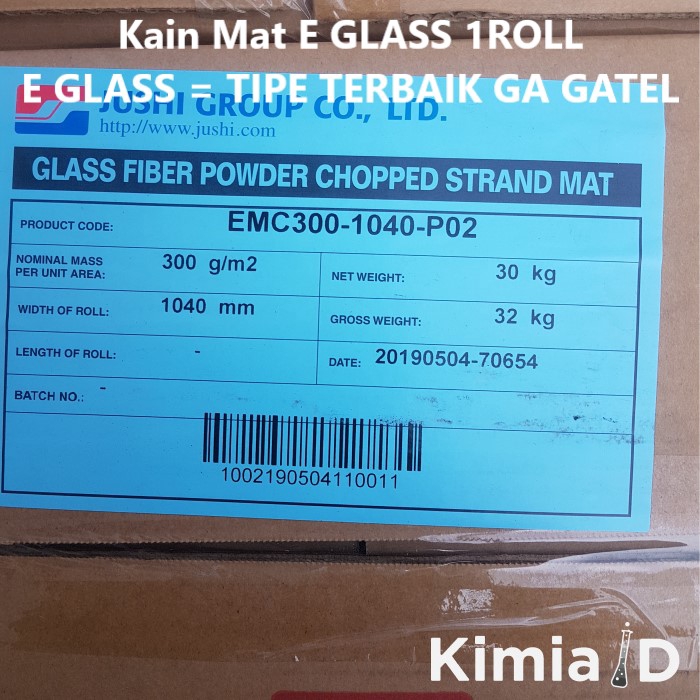 Kain Mat E GLASS 1ROLL
E GLASS = TIPE TERBAIK GA GATEL
JUSHI GROUP CO., LTD.
http://www.jushi.com
GLASS FIBER POWDER CHOPPED STRAND MAT
PRODUCT CODE: EMC300-1040-P02
NOMINAL MASS PER UNIT AREA: 300 g/m2
NET WEIGHT: 30 kg
WIDTH OF ROLL: 1040 mm
GROSS WEIGHT: 32 kg
LENGTH OF ROLL: -
DATE: 20190504-70654
BATCH NO.: -
1002190504110011
Kimia ID